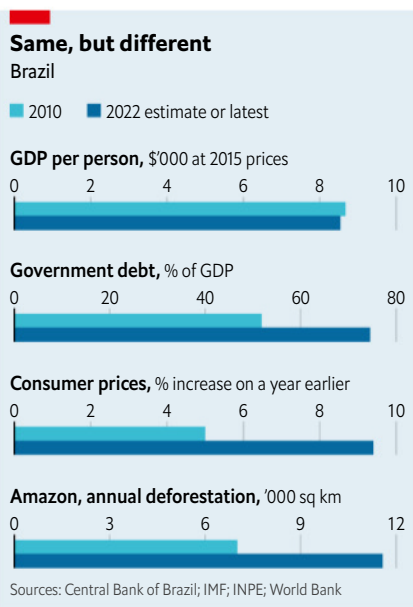 Same, but different
Brazil
2010 2022 estimate or latest
GDP per person, $'000 at 2015 prices
0 2 4 6 8 10
Government debt, % of GDP
0 20 40 60 80
Consumer prices, % increase on a year earlier
0 2 4 6 8 10
Amazon, annual deforestation, '000 sq km
0 3 6 9 12
Sources: Central Bank of Brazil; IMF; INPE; World Bank